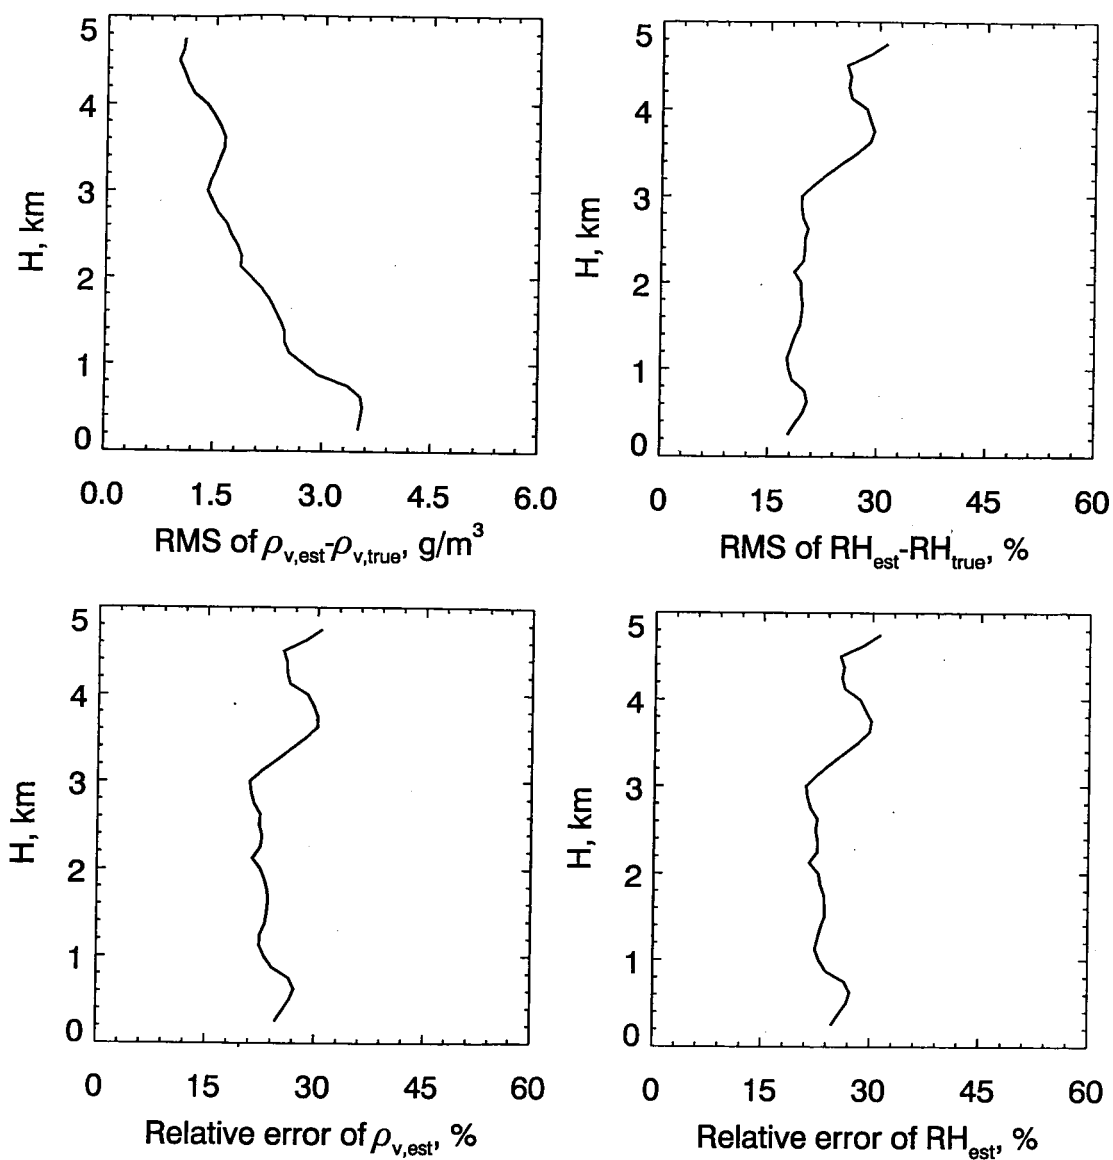 5
4
3
2
1
0
H, km
0.0 1.5 3.0 4.5 6.0
RMS of ρv,est-ρv,true, g/m³
5
4
3
2
1
0
H, km
0 15 30 45 60
RMS of RHest-RHtrue, %
5
4
3
2
1
0
H, km
0 15 30 45 60
Relative error of ρv,est, %
5
4
3
2
1
0
H, km
0 15 30 45 60
Relative error of RHest, %